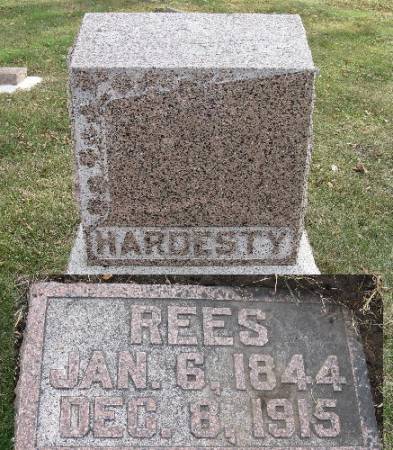 HARDESTY
REES
JAN. 6, 1844
DEC. 8, 1915